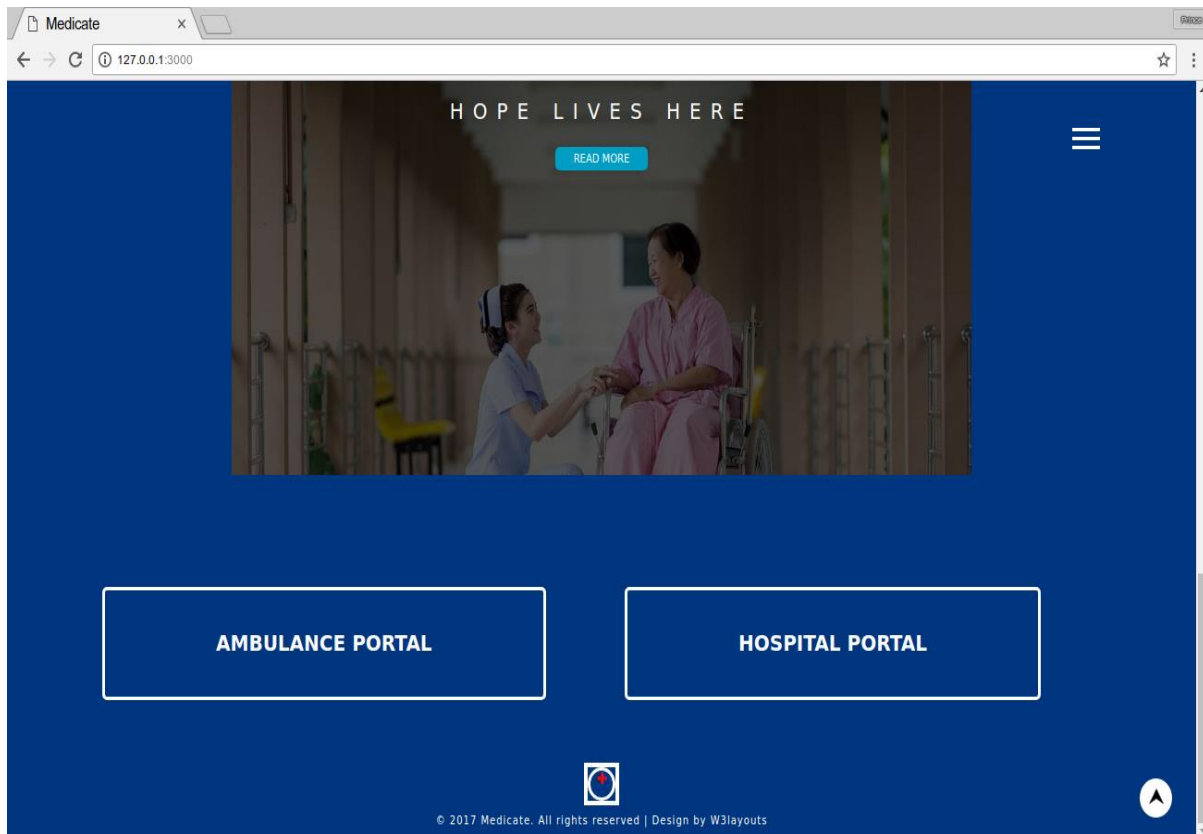 Medicate
Prince
127.0.0.1:3000
HOPE LIVES HERE
READ MORE
AMBULANCE PORTAL
HOSPITAL PORTAL
© 2017 Medicate. All rights reserved | Design by W3layouts